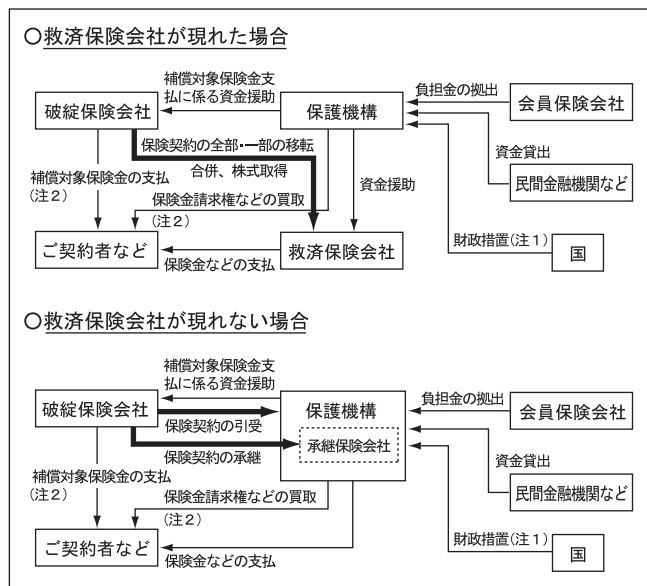 ○救済保険会社が現れた場合
補償対象保険金支
払に係る資金援助
負担金の拠出
破綻保険会社
保護機構
会員保険会社
保険契約の全部・一部の移転
合併、株式取得
資金貸出
補償対象保険金の支払
(注2)
資金援助
民間金融機関など
保険金請求権などの買取
(注2)
財政措置(注1)
ご契約者など
救済保険会社
国
保険金などの支払
○救済保険会社が現れない場合
補償対象保険金支
払に係る資金援助
負担金の拠出
破綻保険会社
保護機構
会員保険会社
保険契約の引受
承継保険会社
保険契約の承継
資金貸出
補償対象保険金の支払
(注2)
民間金融機関など
保険金請求権などの買取
(注2)
財政措置(注1)
ご契約者など
国
保険金などの支払